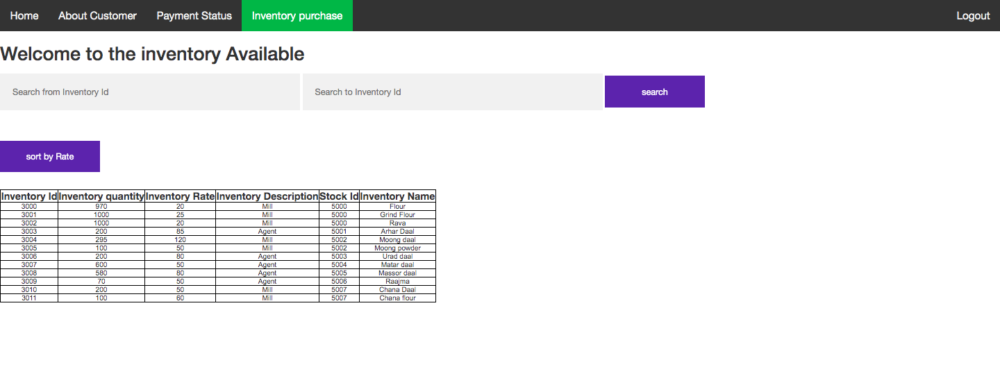 Home About Customer Payment Status Inventory purchase Logout
Welcome to the inventory Available
Search from Inventory Id Search to Inventory Id search
sort by Rate
Inventory Id Inventory quantity Inventory Rate Inventory Description Stock Id Inventory Name
3000 970 20 Mill 5000 Flour
3001 1000 25 Mill 5000 Grind Flour
3002 1000 20 Mill 5000 Rava
3003 200 85 Agent 5001 Arhar Daal
3004 295 120 Mill 5002 Moong daal
3005 100 50 Mill 5002 Moong powder
3006 200 80 Agent 5003 Urad daal
3007 600 50 Agent 5004 Matar daal
3008 580 80 Agent 5005 Massor daal
3009 70 50 Agent 5006 Raajma
3010 200 50 Mill 5007 Chana Daal
3011 100 60 Mill 5007 Chana flour